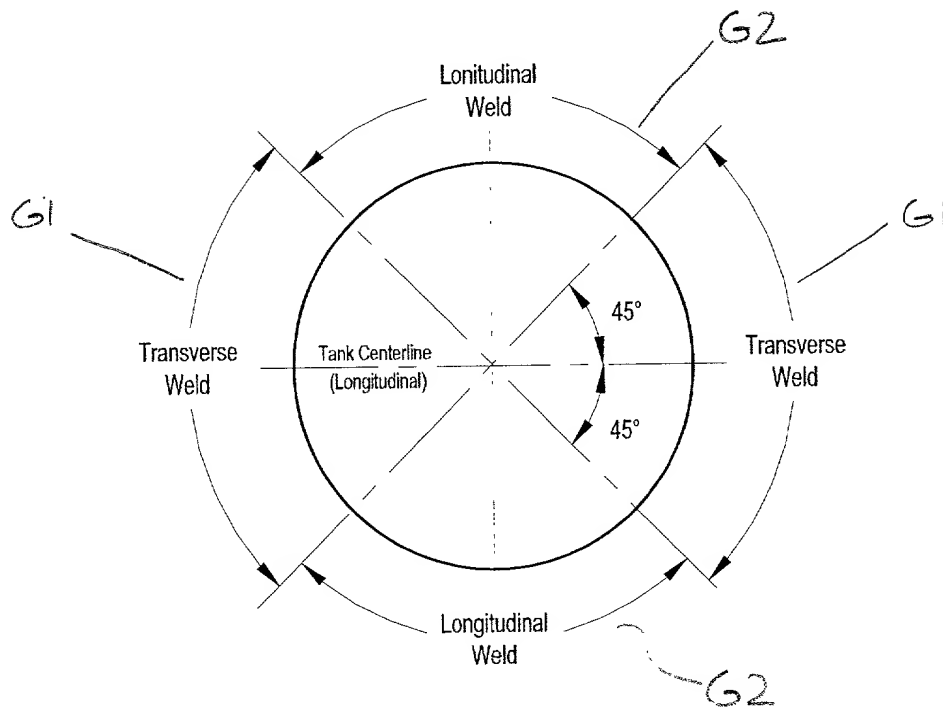 G2
Lonitudinal
Weld
G1
G1
45°
Transverse
Weld
Tank Centerline
(Longitudinal)
Transverse
Weld
45°
Longitudinal
Weld
G2